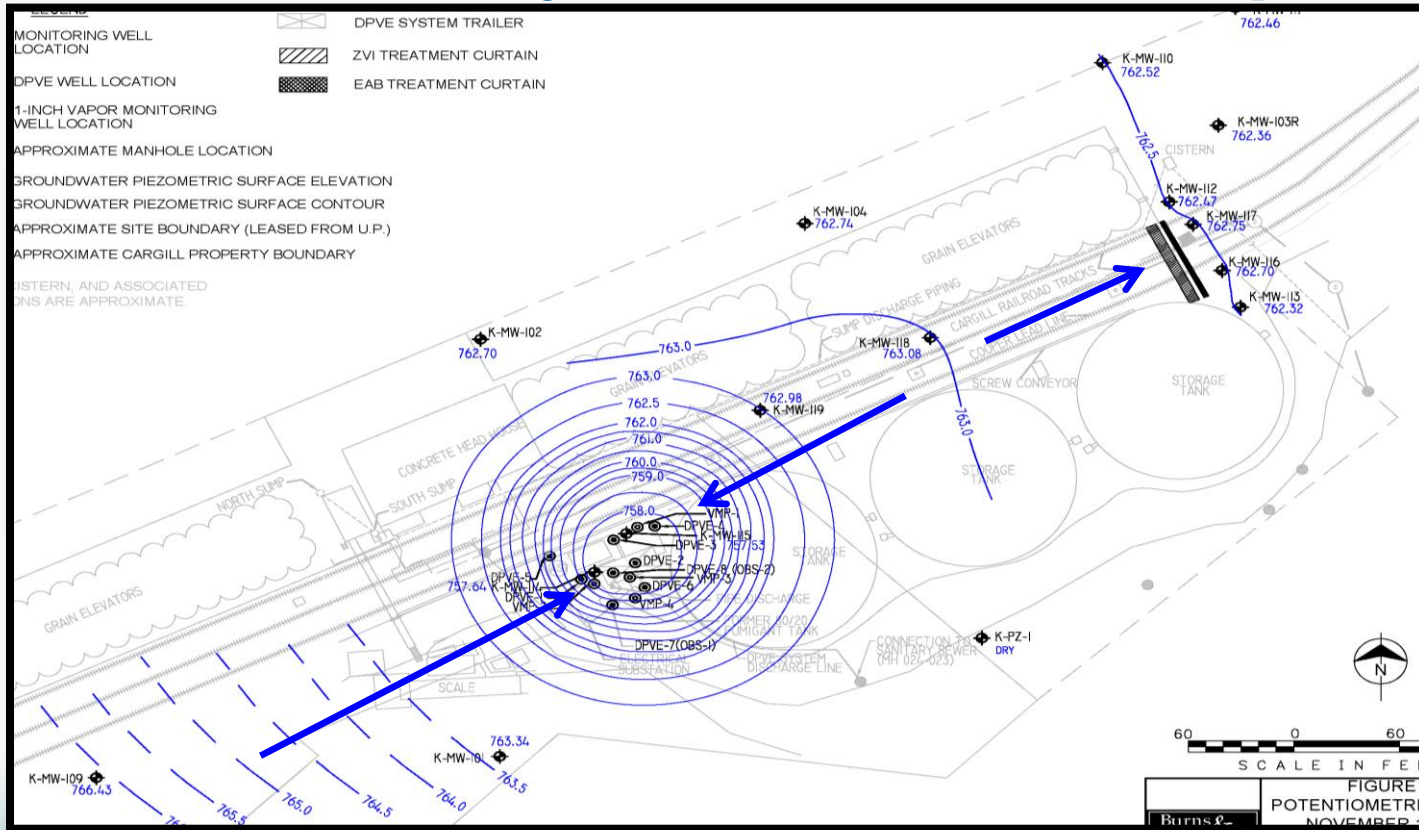 LEGEND
MONITORING WELL
LOCATION
DPVE WELL LOCATION
1-INCH VAPOR MONITORING
WELL LOCATION
APPROXIMATE MANHOLE LOCATION
GROUNDWATER PIEZOMETRIC SURFACE ELEVATION
GROUNDWATER PIEZOMETRIC SURFACE CONTOUR
APPROXIMATE SITE BOUNDARY (LEASED FROM U.P.)
APPROXIMATE CARGILL PROPERTY BOUNDARY
CISTERN, AND ASSOCIATED
ONS ARE APPROXIMATE.
DPVE SYSTEM TRAILER
ZVI TREATMENT CURTAIN
EAB TREATMENT CURTAIN
762.46
K-MW-110
762.52
K-MW-103R
762.36
CISTERN
762.5
K-MW-112
762.47
K-MW-117
762.75
K-MW-116
762.70
K-MW-113
762.32
K-MW-104
762.74
GRAIN ELEVATORS
SUMP DISCHARGE PIPING
CARGILL RAILROAD TRACKS
COOPER LEAD LINE
K-MW-102
762.70
763.0
K-MW-118
763.08
GRAIN ELEVATORS
SCREW CONVEYOR
STORAGE
TANK
763.0
762.98
K-MW-119
762.5
762.0
761.0
760.0
759.0
758.0
763.0
CONCRETE HEAD HOUSE
NORTH SUMP
SOUTH SUMP
STORAGE
TANK
VMP-1
DPVE-4
K-MW-115
DPVE-3
757.53
STORAGE
TANK
DPVE-2
DPVE-8 (OBS-2)
VMP-3
DPVE-5
757.64
DPVE-6
VMP-4
PIPE DISCHARGE
GRAIN ELEVATORS
FUMIGANT TANK
DPVE-7(OBS-1)
ELECTRICAL
SUBSTATION
DPVE SYSTEM
DISCHARGE LINE
CONNECTION TO
SANITARY SEWER
(MH 024-023)
K-PZ-1
DRY
SCALE
N
K-MW-101
763.34
763.5
764.0
764.5
765.0
765.5
K-MW-109
766.43
60 0 60
SCALE IN FE
FIGURE
POTENTIOMETRI
NOVEMBER
Burns &